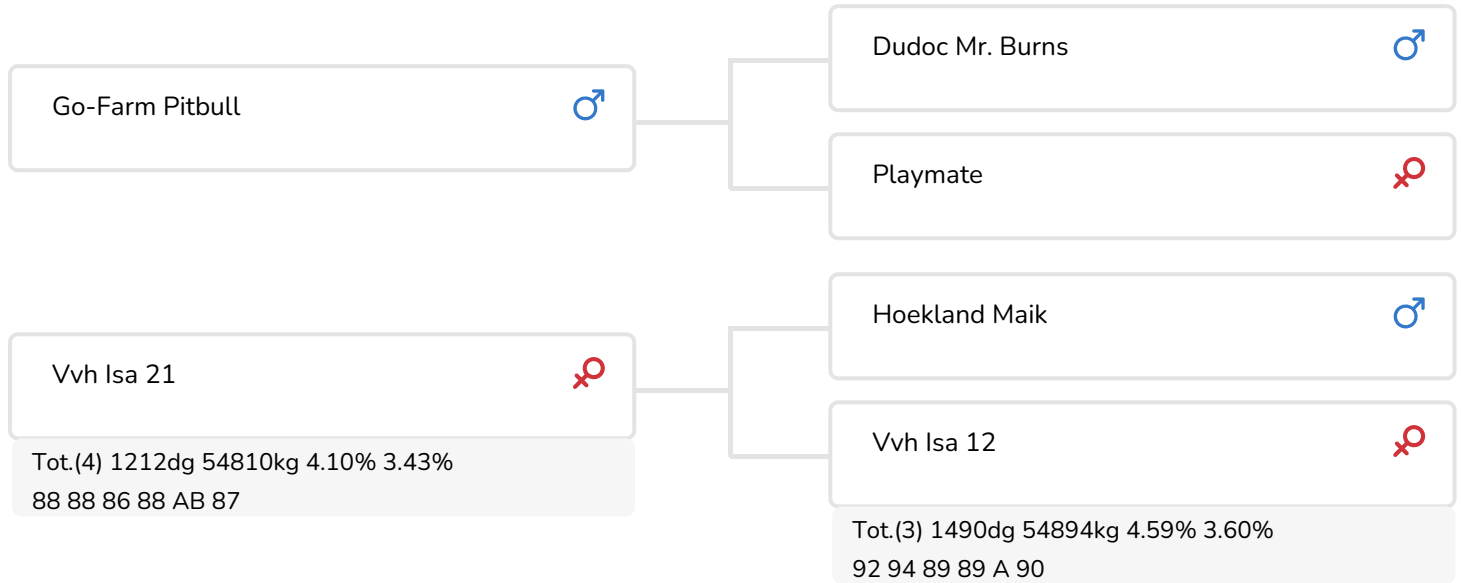 Go-Farm Pitbull
Dudoc Mr. Burns
Playmate
Vvh Isa 21
Tot.(4) 1212dg 54810kg 4.10% 3.43%
88 88 86 88 AB 87
Hoekland Maik
Vvh Isa 12
Tot.(3) 1490dg 54894kg 4.59% 3.60%
92 94 89 89 A 90